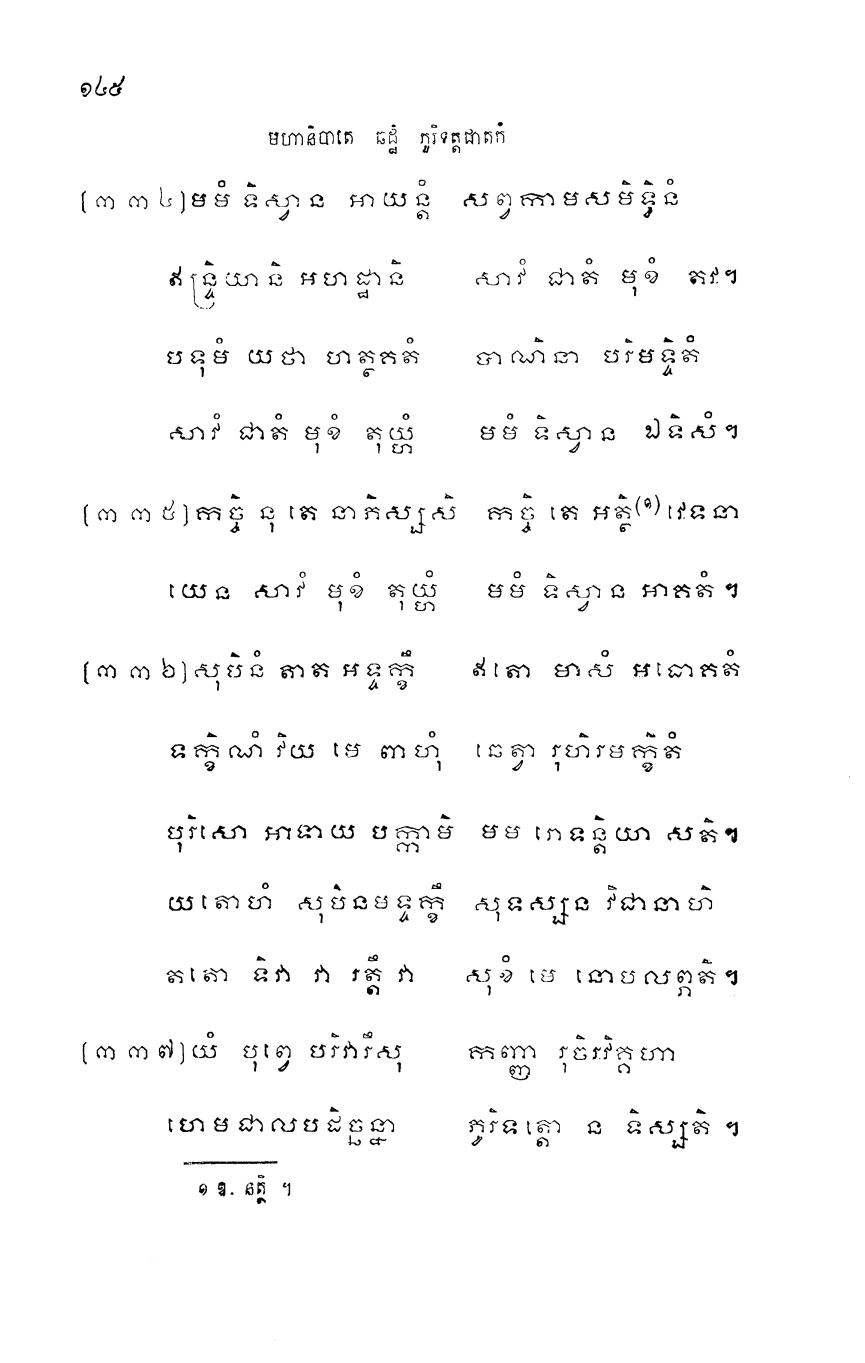 ១៤៥
មហានិបាតេ ឆដ្ឋំ ភូរិទត្តជាតកំ
[៣៣៤] មមំ ទិស្វាន អាយន្តំ សព្វកាមសមិទ្ធិនំ
ឥន្ទ្រិយានិ អហដ្ឋានិ សាវំ ជាតំ មុខំ តវ។
បទុមំ យថា ហត្ថគតំ បាណិនា បរិមទ្ទិតំ
សាវំ ជាតំ មុខំ តុយ្ហំ មមំ ទិស្វាន ឯទិសំ។
[៣៣៥] កច្ចិ នុ តេ នាភិស្សសិ កច្ចិ តេ អត្ថិ(១) វេទនា
យេន សាវំ មុខំ តុយ្ហំ មមំ ទិស្វាន អាគតំ។
[៣៣៦] សុបិនំ តាត អទ្ទក្ខឹ ឥតោ មាសំ អធោគតំ
ទក្ខិណំ វិយ មេ ពាហុំ ឆេត្វា រុហិរមក្ខិតំ
បុរិសោ អាទាយ បក្កាមិ មម រោទន្តិយា សតិ។
យតោហំ សុបិនមទ្ទក្ខឹ សុទស្សន វិជានាហិ
តតោ ទិវា វា រត្តឹ វា សុខំ មេ នោបលព្ភតិ។
[៣៣៧] យំ បុព្វេ បរិវារឹសុ កញ្ញា រុចិរវិគ្គហា
ហេមជាលបដិច្ឆន្នា ភូរិទត្តោ ន ទិស្សតិ ។
១ ឱ. នត្ថិ ។